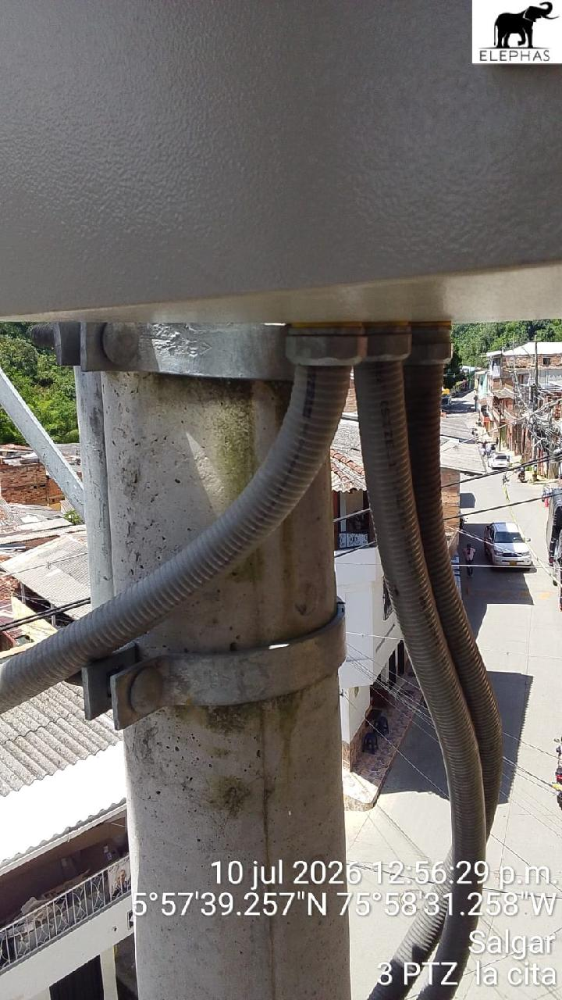 ELEPHAS
10 jul 2026 12:56:29 p.m.
5°57'39.257"N 75°58'31.258"W
Salgar
3 PTZ la cita